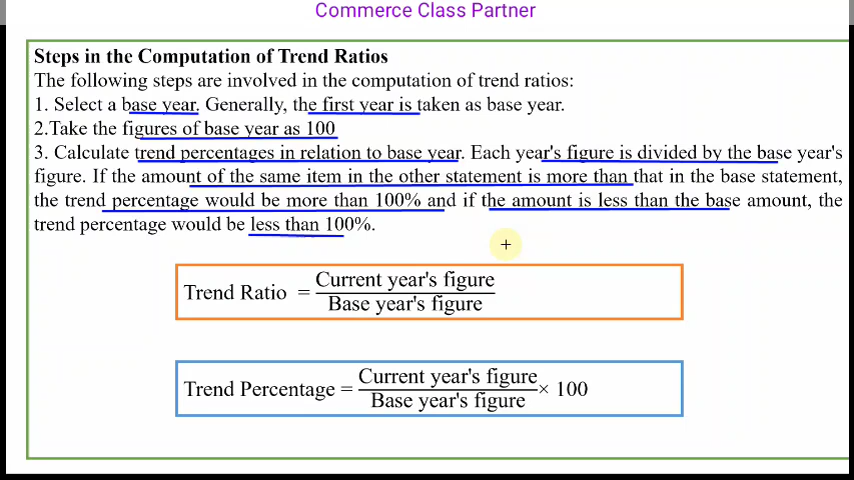 Commerce Class Partner
Steps in the Computation of Trend Ratios
The following steps are involved in the computation of trend ratios:
1. Select a base year. Generally, the first year is taken as base year.
2.Take the figures of base year as 100
3. Calculate trend percentages in relation to base year. Each year's figure is divided by the base year's
figure. If the amount of the same item in the other statement is more than that in the base statement,
the trend percentage would be more than 100% and if the amount is less than the base amount, the
trend percentage would be less than 100%.
Trend Ratio = Current year's figure
Base year's figure
Trend Percentage = Current year's figure × 100
Base year's figure